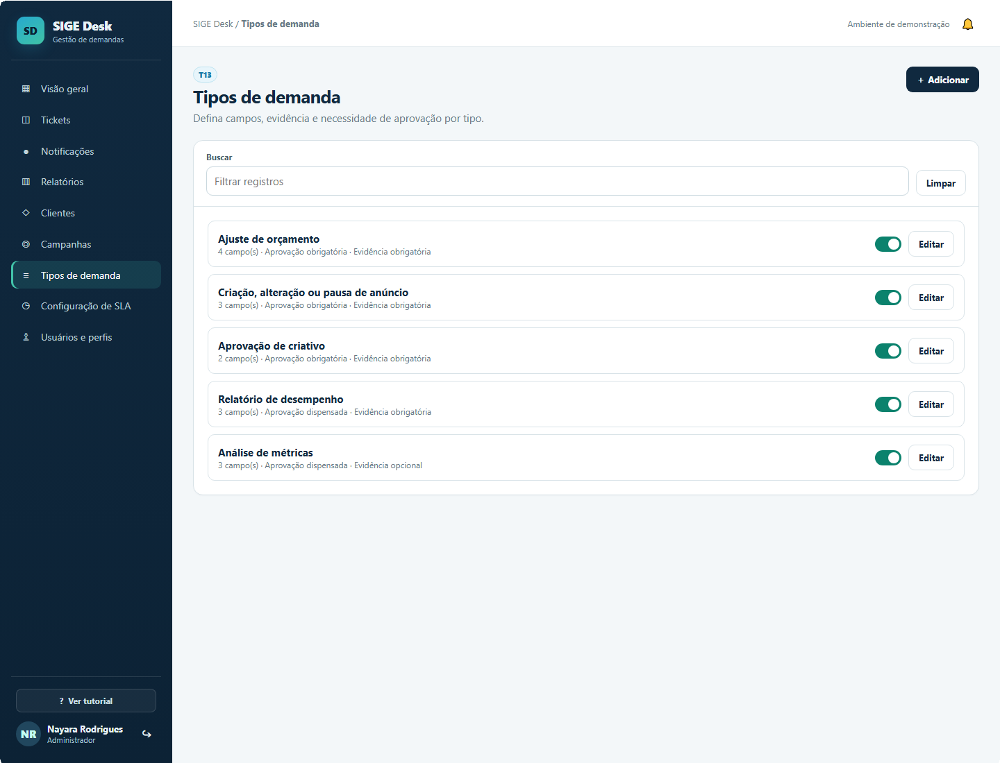 SD
SIGE Desk
Gestão de demandas
Visão geral
Tickets
Notificações
Relatórios
Clientes
Campanhas
Tipos de demanda
Configuração de SLA
Usuários e perfis
? Ver tutorial
NR
Nayara Rodrigues
Administrador
SIGE Desk / Tipos de demanda
Ambiente de demonstração
T13
Tipos de demanda
Defina campos, evidência e necessidade de aprovação por tipo.
+ Adicionar
Buscar
Filtrar registros
Limpar
Ajuste de orçamento
4 campo(s) · Aprovação obrigatória · Evidência obrigatória
Editar
Criação, alteração ou pausa de anúncio
3 campo(s) · Aprovação obrigatória · Evidência obrigatória
Editar
Aprovação de criativo
2 campo(s) · Aprovação obrigatória · Evidência obrigatória
Editar
Relatório de desempenho
3 campo(s) · Aprovação dispensada · Evidência obrigatória
Editar
Análise de métricas
3 campo(s) · Aprovação dispensada · Evidência opcional
Editar